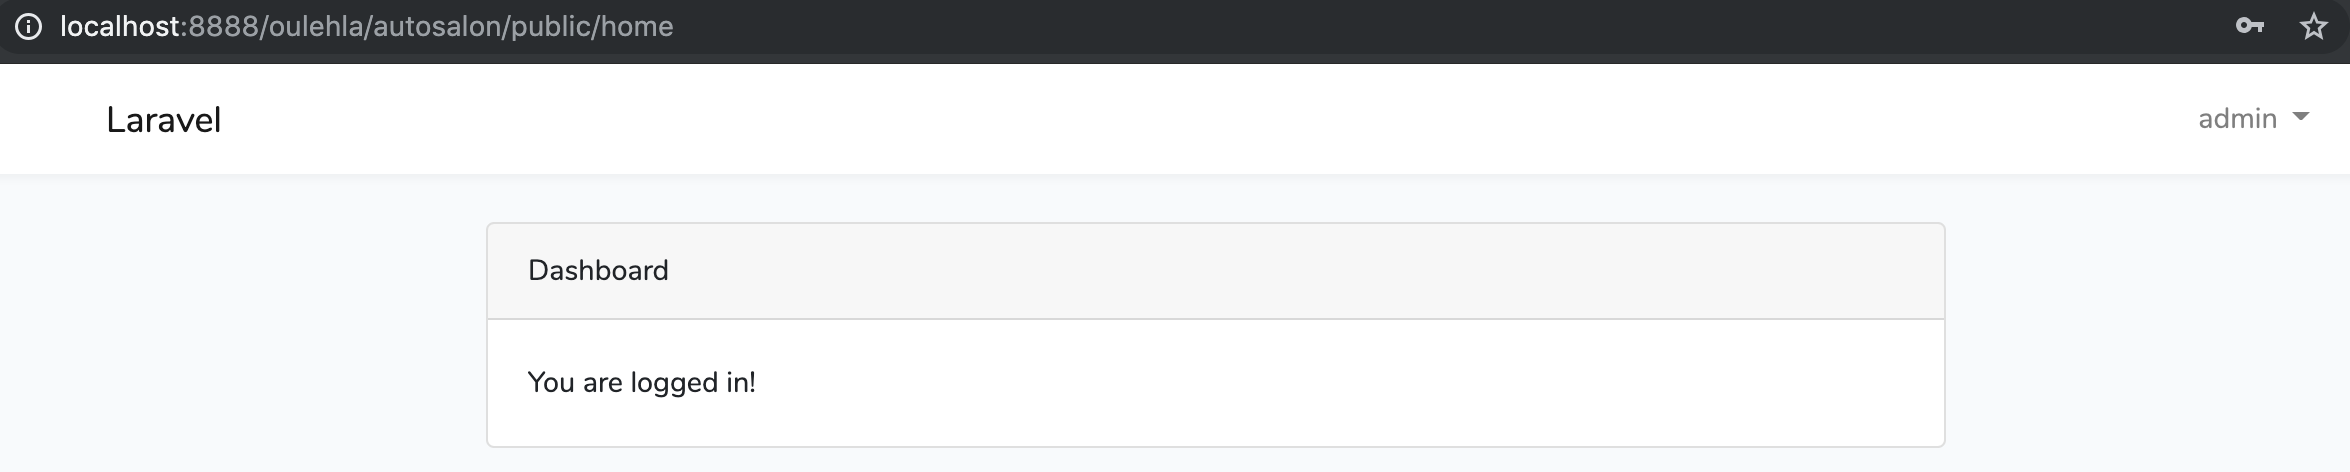 localhost:8888/oulehla/autosalon/public/home
Laravel
admin
Dashboard
You are logged in!